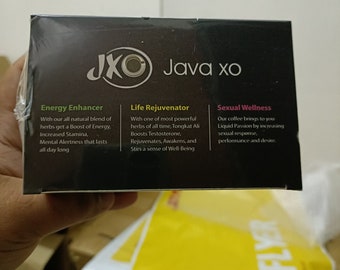 JXO Java xo
Energy Enhancer
With our all natural blend of
herbs get a Boost of Energy,
Increased Stamina,
Mental Alertness that lasts
all day long
Life Rejuvenator
With one of most powerful
herbs of all time, Tongkat Ali
Boosts Testosterone,
Rejuvenates, Awakens, and
Stirs a sense of Well-Being
Sexual Wellness
Our coffee brings to you
Liquid Passion by increasing
sexual response,
performance and desire.
FLYER